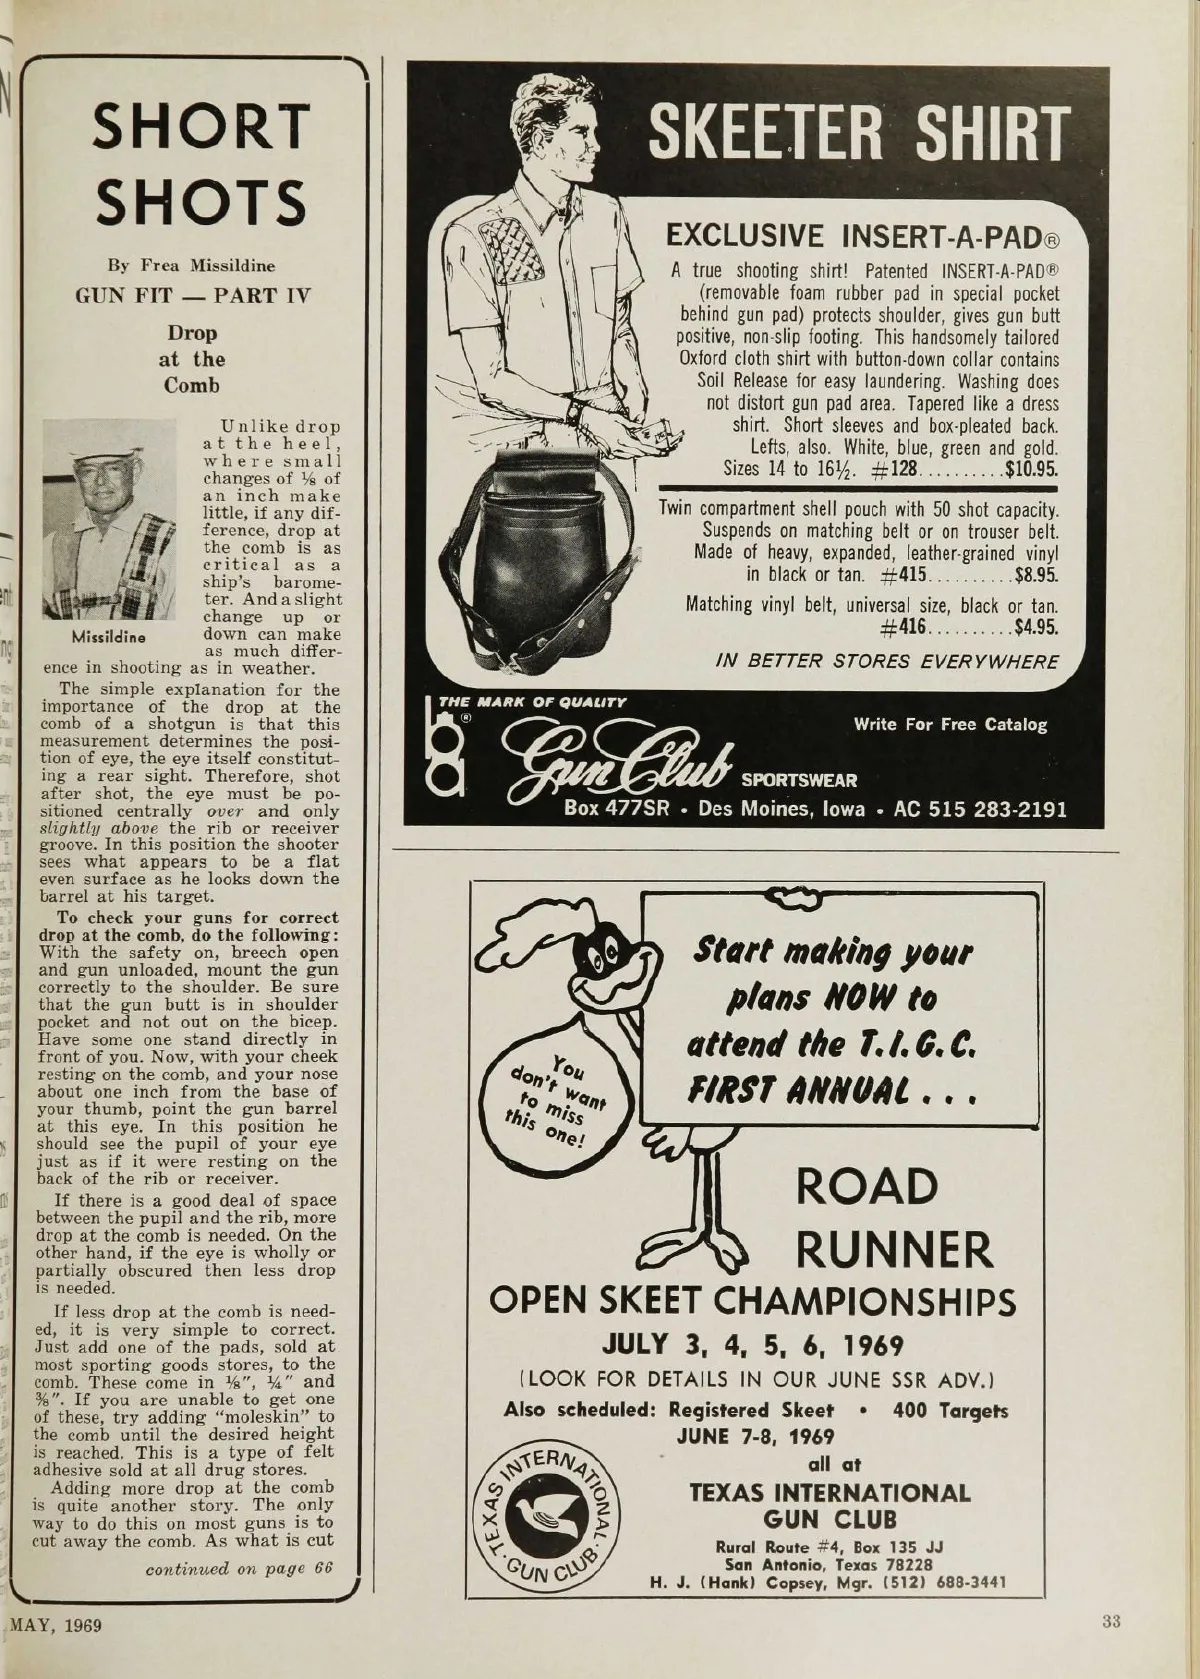 SHORT
SHOTS
By Frea Missildine
GUN FIT — PART IV
Drop
at the
Comb
Missildine
Unlike drop
at the heel,
where small
changes of ⅛ of
an inch make
little, if any dif-
ference, drop at
the comb is as
critical as a
ship's barome-
ter. And a slight
change up or
down can make
as much differ-
ence in shooting as in weather.
The simple explanation for the
importance of the drop at the
comb of a shotgun is that this
measurement determines the posi-
tion of eye, the eye itself constitut-
ing a rear sight. Therefore, shot
after shot, the eye must be po-
sitioned centrally over and only
slightly above the rib or receiver
groove. In this position the shooter
sees what appears to be a flat
even surface as he looks down the
barrel at his target.
To check your guns for correct
drop at the comb, do the following:
With the safety on, breech open
and gun unloaded, mount the gun
correctly to the shoulder. Be sure
that the gun butt is in shoulder
pocket and not out on the bicep.
Have some one stand directly in
front of you. Now, with your cheek
resting on the comb, and your nose
about one inch from the base of
your thumb, point the gun barrel
at this eye. In this position he
should see the pupil of your eye
just as if it were resting on the
back of the rib or receiver.
If there is a good deal of space
between the pupil and the rib, more
drop at the comb is needed. On the
other hand, if the eye is wholly or
partially obscured then less drop
is needed.
If less drop at the comb is need-
ed, it is very simple to correct.
Just add one of the pads, sold at
most sporting goods stores, to the
comb. These come in ⅛", ¼" and
⅜". If you are unable to get one
of these, try adding "moleskin" to
the comb until the desired height
is reached. This is a type of felt
adhesive sold at all drug stores.
Adding more drop at the comb
is quite another story. The only
way to do this on most guns is to
cut away the comb. As what is cut
continued on page 66
SKEETER SHIRT
EXCLUSIVE INSERT-A-PAD®
A true shooting shirt! Patented INSERT-A-PAD®
(removable foam rubber pad in special pocket
behind gun pad) protects shoulder, gives gun butt
positive, non-slip footing. This handsomely tailored
Oxford cloth shirt with button-down collar contains
Soil Release for easy laundering. Washing does
not distort gun pad area. Tapered like a dress
shirt. Short sleeves and box-pleated back.
Lefts, also. White, blue, green and gold.
Sizes 14 to 16½. #128..........$10.95.
Twin compartment shell pouch with 50 shot capacity.
Suspends on matching belt or on trouser belt.
Made of heavy, expanded, leather-grained vinyl
in black or tan. #415..........$8.95.
Matching vinyl belt, universal size, black or tan.
#416..........$4.95.
IN BETTER STORES EVERYWHERE
THE MARK OF QUALITY
®
Write For Free Catalog
Gun Club SPORTSWEAR
Box 477SR • Des Moines, Iowa • AC 515 283-2191
Start making your
plans NOW to
attend the T.I.G.C.
FIRST ANNUAL...
You
don't want
to miss
this one!
ROAD
RUNNER
OPEN SKEET CHAMPIONSHIPS
JULY 3, 4, 5, 6, 1969
(LOOK FOR DETAILS IN OUR JUNE SSR ADV.)
Also scheduled: Registered Skeet • 400 Targets
JUNE 7-8, 1969
all at
TEXAS INTERNATIONAL
GUN CLUB
Rural Route #4, Box 135 JJ
San Antonio, Texas 78228
H. J. (Hank) Copsey, Mgr. (512) 688-3441
TEXAS INTERNATIONAL
• GUN CLUB •
MAY, 1969
33